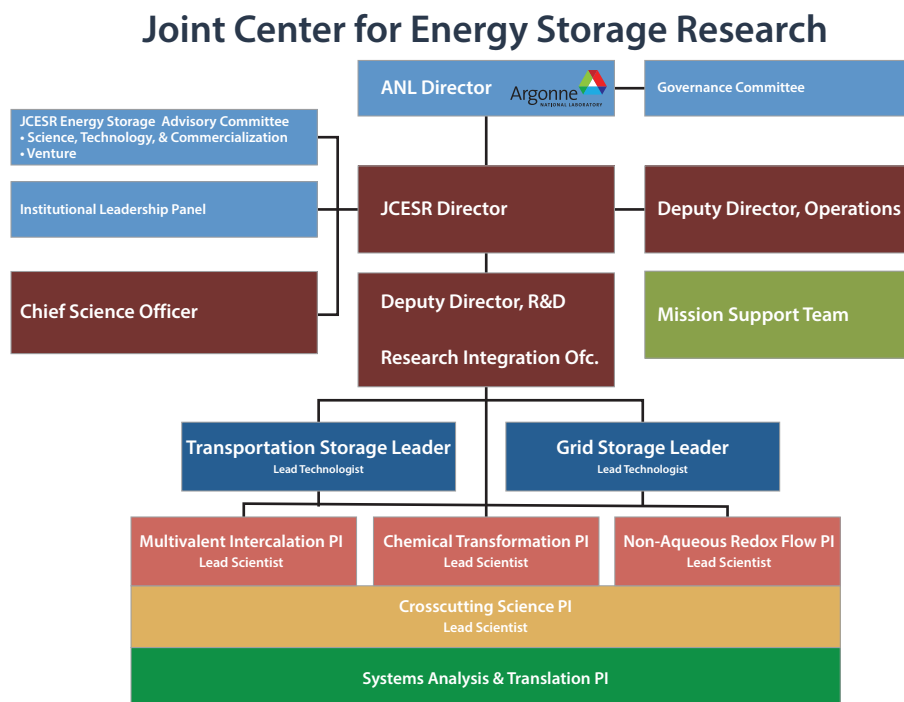 Joint Center for Energy Storage Research
ANL Director
Argonne
NATIONAL LABORATORY
Governance Committee
JCESR Energy Storage Advisory Committee
• Science, Technology, & Commercialization
• Venture
Institutional Leadership Panel
JCESR Director
Deputy Director, Operations
Chief Science Officer
Deputy Director, R&D
Research Integration Ofc.
Mission Support Team
Transportation Storage Leader
Lead Technologist
Grid Storage Leader
Lead Technologist
Multivalent Intercalation PI
Lead Scientist
Chemical Transformation PI
Lead Scientist
Non-Aqueous Redox Flow PI
Lead Scientist
Crosscutting Science PI
Lead Scientist
Systems Analysis & Translation PI